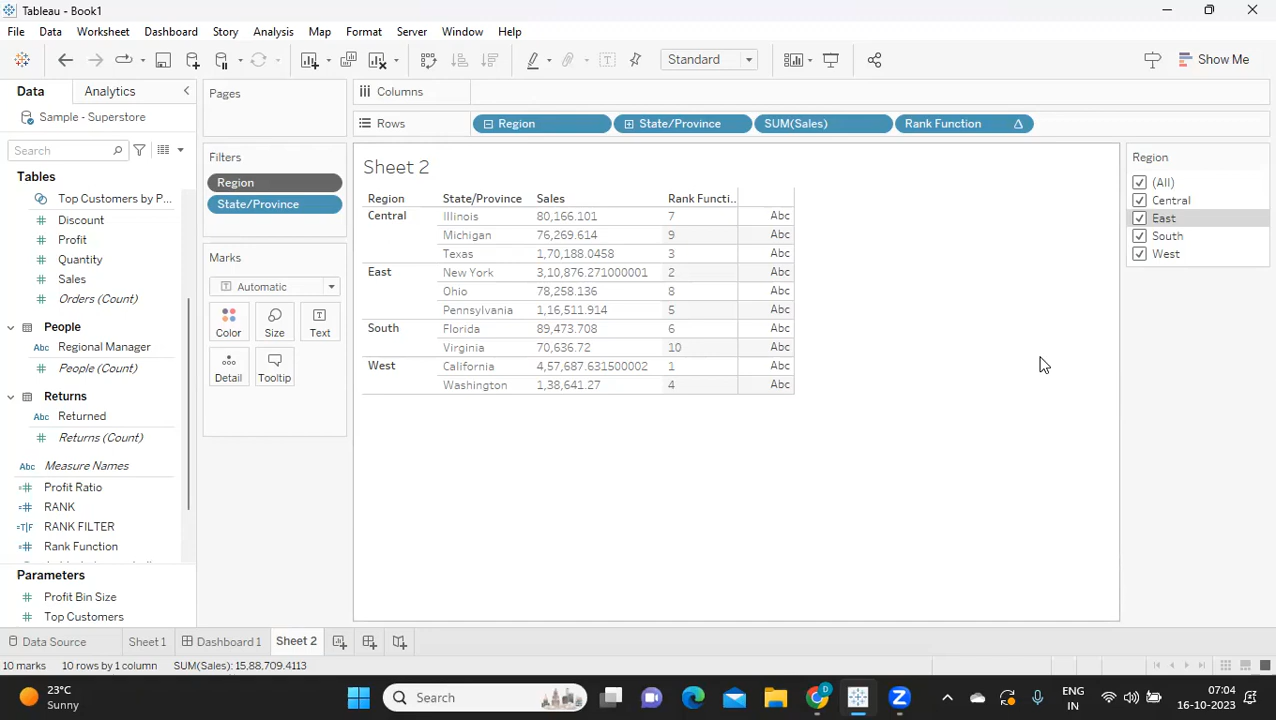 Tableau - Book1
File Data Worksheet Dashboard Story Analysis Map Format Server Window Help
Standard
Show Me
Data Analytics
Sample - Superstore
Search
Tables
Top Customers by P...
Discount
Profit
Quantity
Sales
Orders (Count)
People
Regional Manager
People (Count)
Returns
Abc Returned
Returns (Count)
Abc Measure Names
Profit Ratio
RANK
=T|F RANK FILTER
Rank Function
Parameters
Profit Bin Size
Top Customers
Pages
Filters
Region
State/Province
Marks
Automatic
Color Size Text
Detail Tooltip
Columns
Rows Region State/Province SUM(Sales) Rank Function
Sheet 2
Region State/Province Sales Rank Functi..
Central Illinois 80,166.101 7 Abc
Michigan 76,269.614 9 Abc
Texas 1,70,188.0458 3 Abc
East New York 3,10,876.271000001 2 Abc
Ohio 78,258.136 8 Abc
Pennsylvania 1,16,511.914 5 Abc
South Florida 89,473.708 6 Abc
Virginia 70,636.72 10 Abc
West California 4,57,687.631500002 1 Abc
Washington 1,38,641.27 4 Abc
Region
(All)
Central
East
South
West
Data Source Sheet 1 Dashboard 1 Sheet 2
10 marks 10 rows by 1 column SUM(Sales): 15,88,709.4113
23°C
Sunny
Search
ENG
IN
07:04
16-10-2023